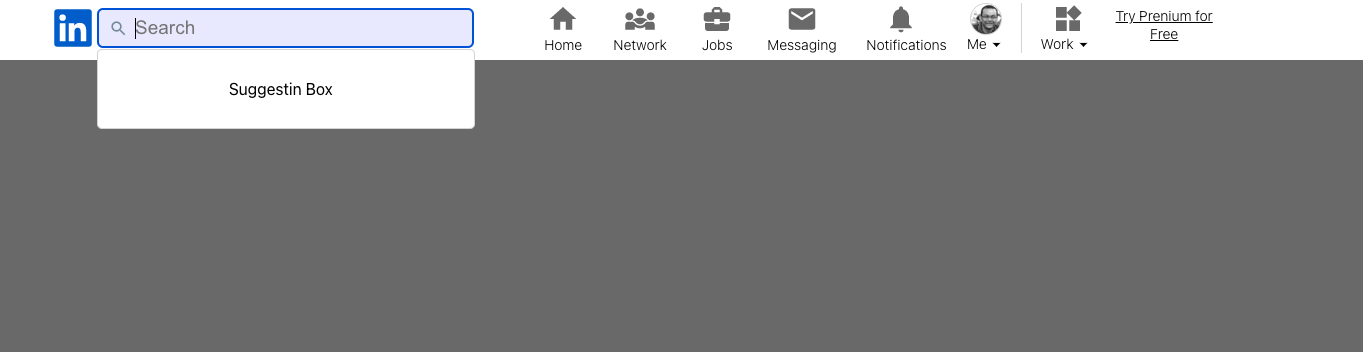 in
Search
Suggestin Box
Home
Network
Jobs
Messaging
Notifications
Me
Work
Try Prenium for
Free